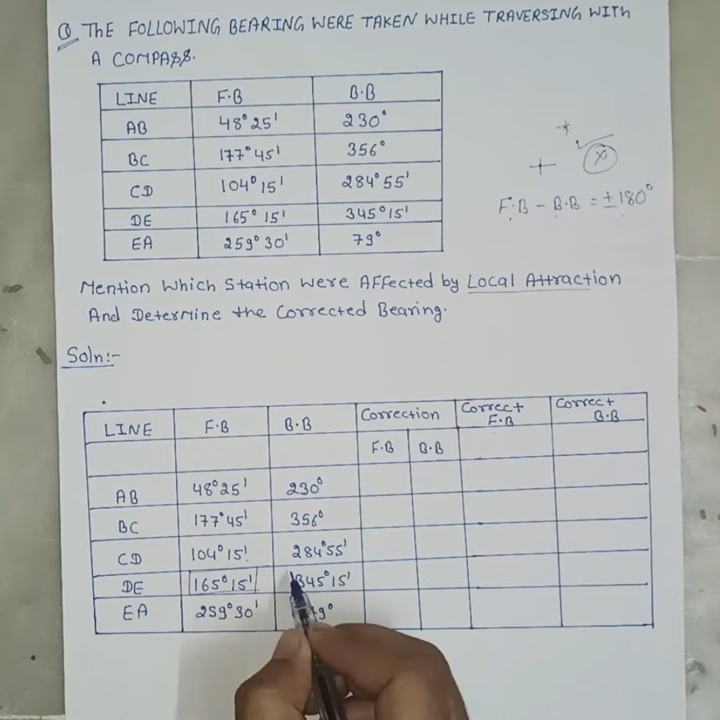 Q THE FOLLOWING BEARING WERE TAKEN WHILE TRAVERSING WITH
A COMPASS.
LINE F.B B.B
AB 48°25' 230°
BC 177°45' 356°
CD 104°15' 284°55'
DE 165°15' 345°15'
EA 259°30' 79°
F.B - B.B = ±180°
Mention Which Station Were Affected by Local Attraction
And Determine the Corrected Bearing.
Soln:-
LINE F.B B.B Correction Correct F.B Correct B.B
F.B B.B
AB 48°25' 230°
BC 177°45' 356°
CD 104°15' 284°55'
DE 165°15' 345°15'
EA 259°30' 79°